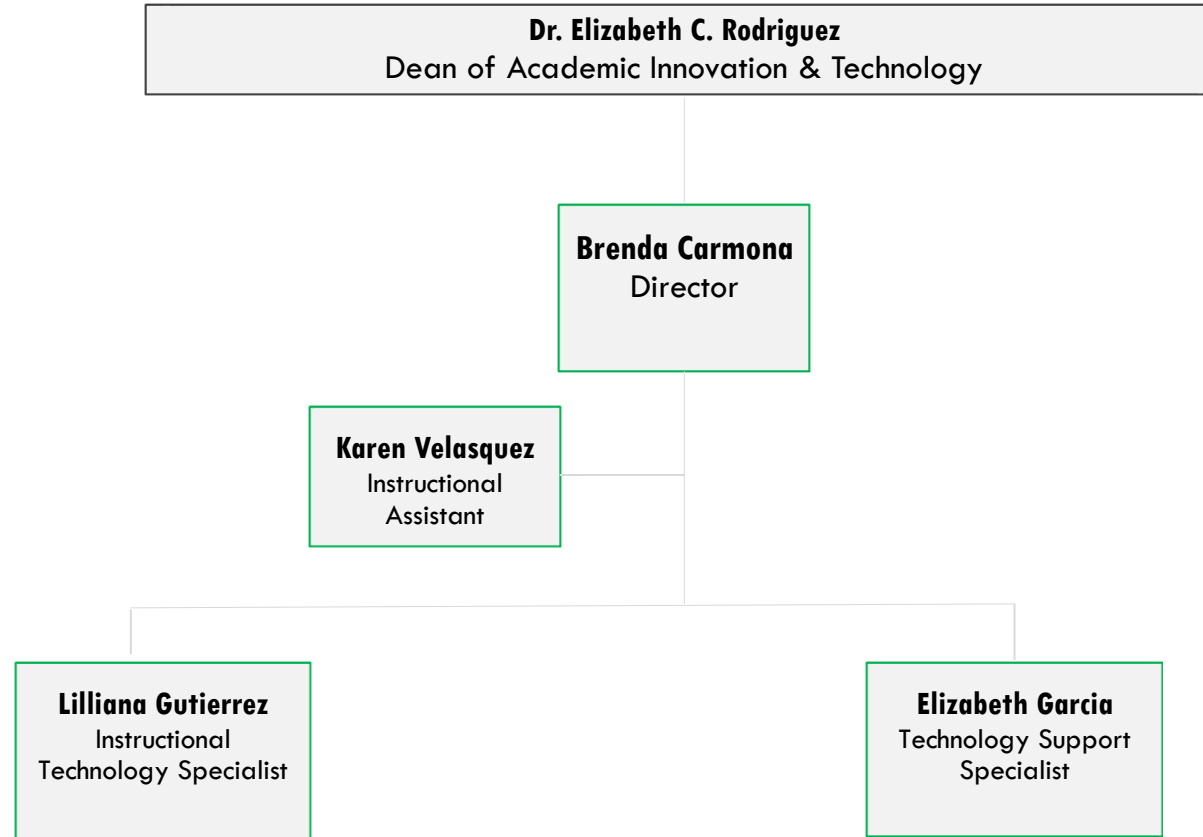 Dr. Elizabeth C. Rodriguez
Dean of Academic Innovation & Technology
Brenda Carmona
Director
Karen Velasquez
Instructional
Assistant
Lilliana Gutierrez
Instructional
Technology Specialist
Elizabeth Garcia
Technology Support
Specialist